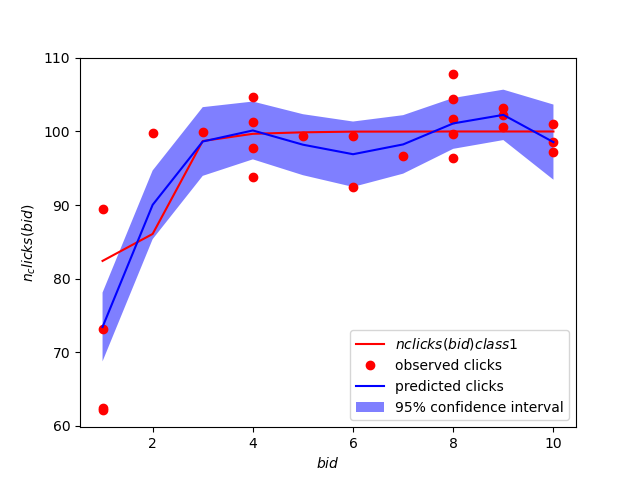 110
100
90
80
70
60
n_clicks(bid)
2
4
6
8
10
bid
nclicks(bid)class1
observed clicks
predicted clicks
95% confidence interval